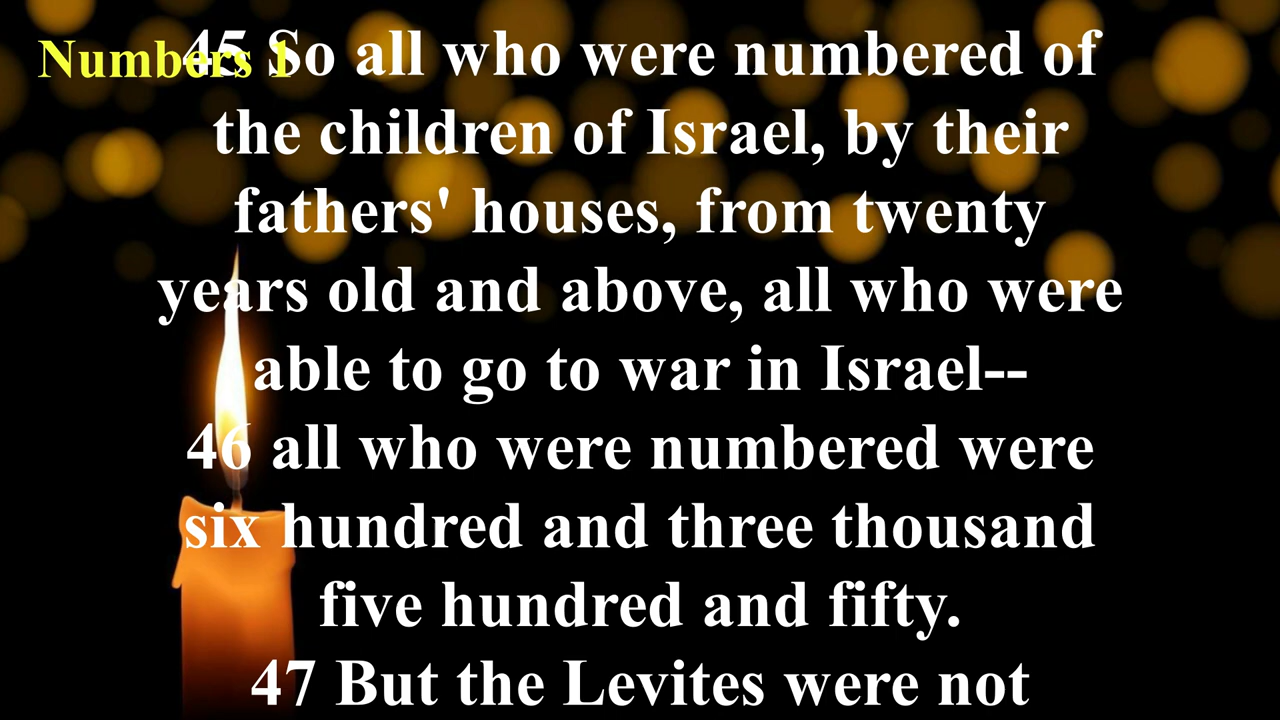 Numbers 1
45 So all who were numbered of
the children of Israel, by their
fathers' houses, from twenty
years old and above, all who were
able to go to war in Israel--
46 all who were numbered were
six hundred and three thousand
five hundred and fifty.
47 But the Levites were not